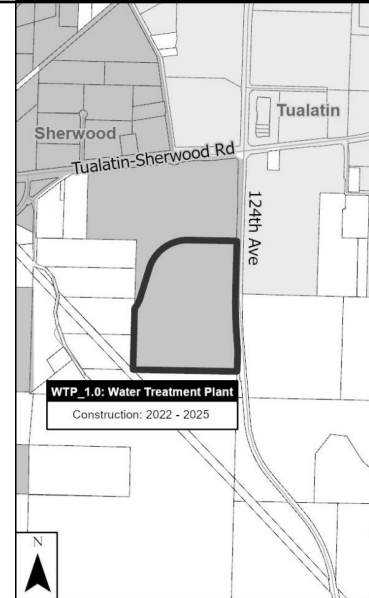 Tualatin
Sherwood
Tualatin-Sherwood Rd
124th Ave
WTP_1.0: Water Treatment Plant
Construction: 2022 - 2025
N